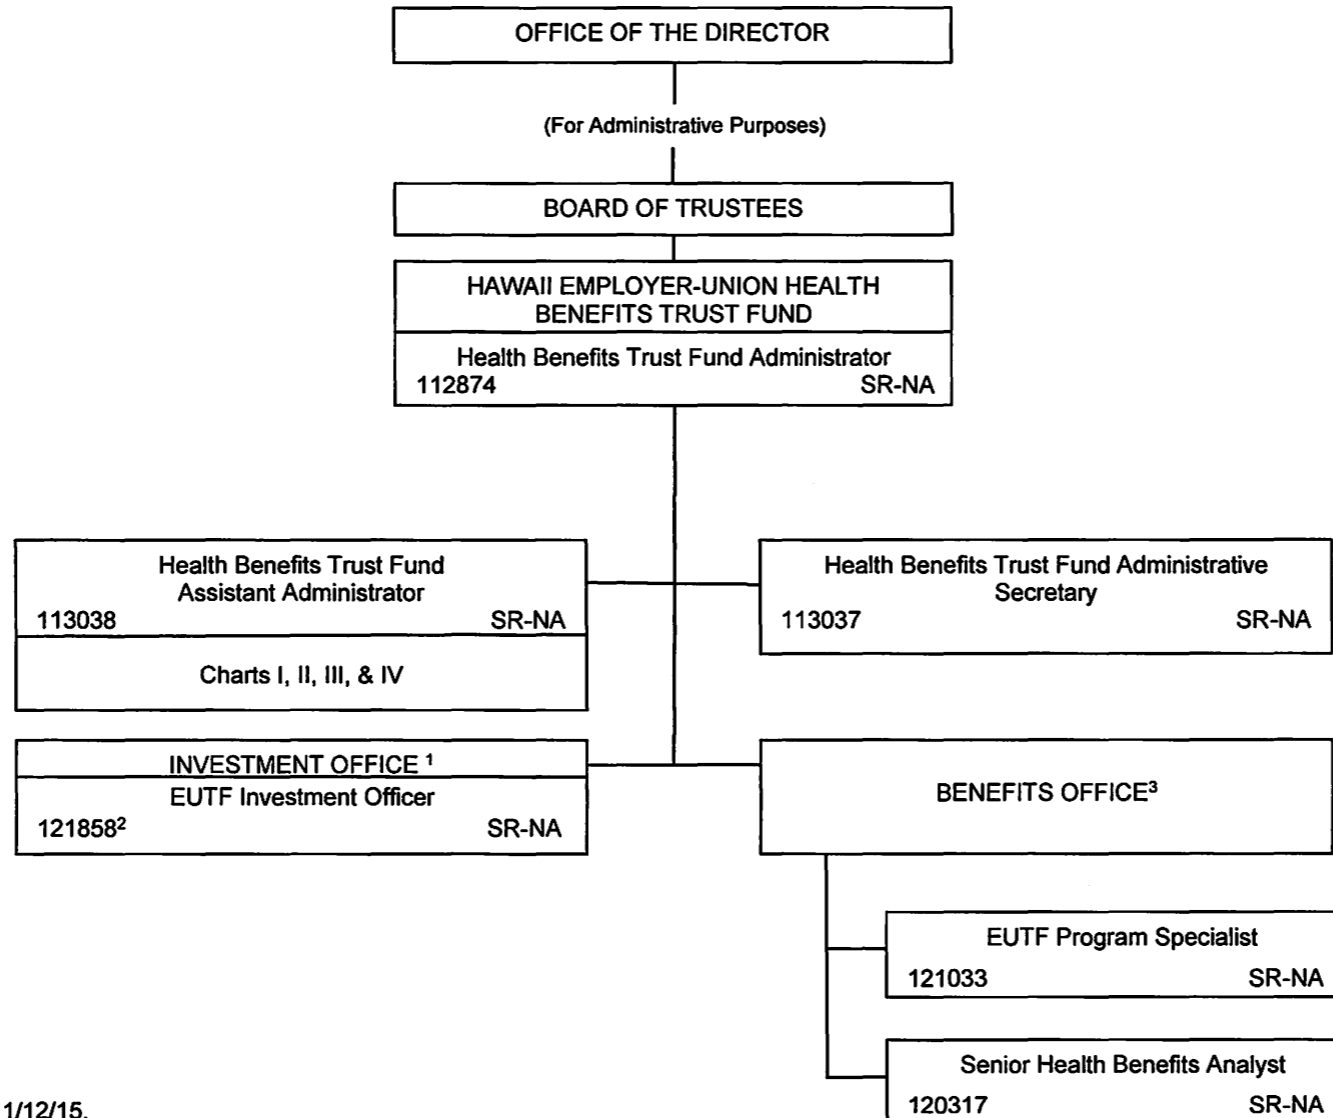 OFFICE OF THE DIRECTOR
(For Administrative Purposes)
BOARD OF TRUSTEES
HAWAII EMPLOYER-UNION HEALTH
BENEFITS TRUST FUND
Health Benefits Trust Fund Administrator
112874 SR-NA
Health Benefits Trust Fund
Assistant Administrator
113038 SR-NA
Charts I, II, III, & IV
Health Benefits Trust Fund Administrative
Secretary
113037 SR-NA
INVESTMENT OFFICE ¹
EUTF Investment Officer
121858² SR-NA
BENEFITS OFFICE³
EUTF Program Specialist
121033 SR-NA
Senior Health Benefits Analyst
120317 SR-NA
1/12/15.